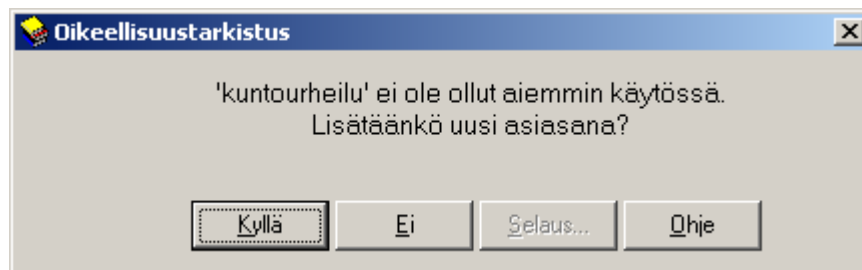 Oikeellisuustarkistus
'kuntourheilu' ei ole ollut aiemmin käytössä.
Lisätäänkö uusi asiasana?
Kyllä Ei Selaus... Ohje